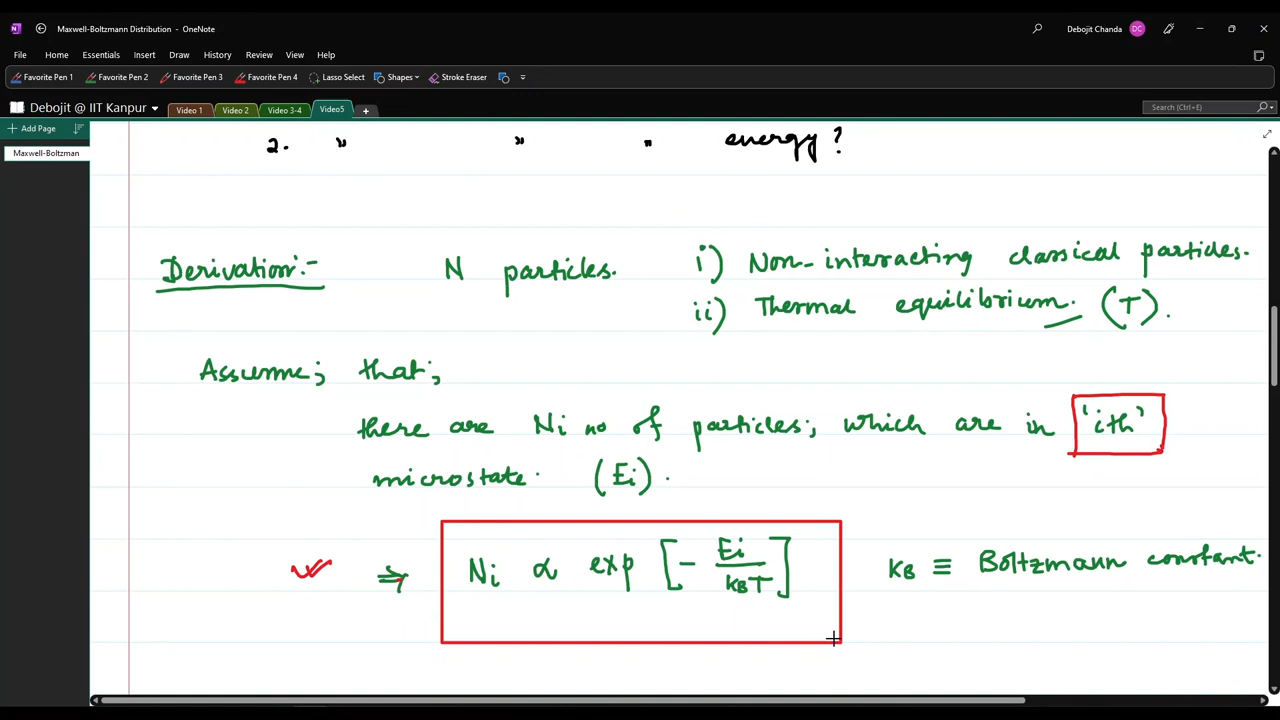 Maxwell-Boltzmann Distribution - OneNote
Debojit Chanda DC
File Home Essentials Insert Draw History Review View Help
Favorite Pen 1 Favorite Pen 2 Favorite Pen 3 Favorite Pen 4 Lasso Select Shapes Stroke Eraser
Debojit @ IIT Kanpur Video 1 Video 2 Video 3-4 Video5 + Search (Ctrl+E)
+ Add Page
Maxwell-Boltzman
2. " " " energy ?
Derivation:- N particles. i) Non-interacting classical particles.
ii) Thermal equilibrium. (T).
Assume; that;
there are Ni no of particles; which are in 'ith'
microstate. (Ei).
⇒ Ni ∝ exp [- Ei / kBT] kB ≡ Boltzmann constant.